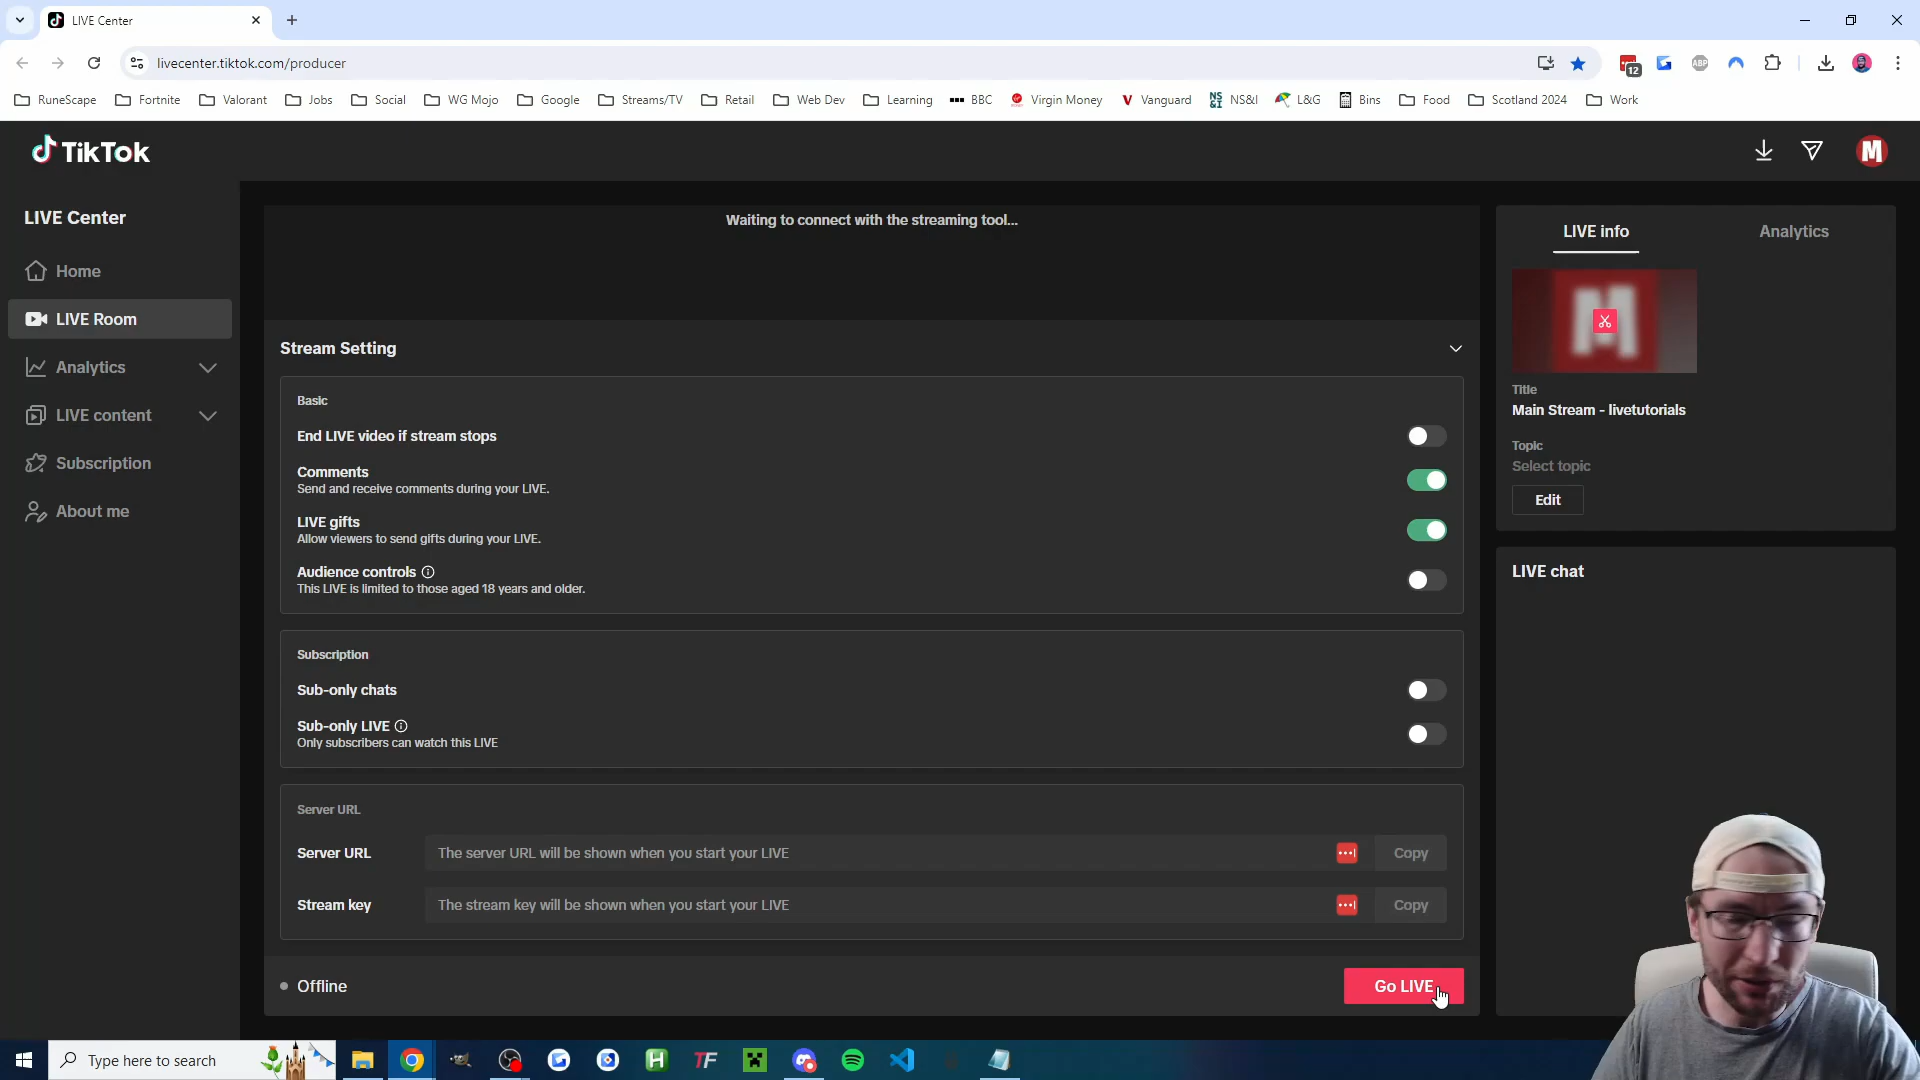 LIVE Center
livecenter.tiktok.com/producer
12
ABP
RuneScape
Fortnite
Valorant
Jobs
Social
WG Mojo
Google
Streams/TV
Retail
Web Dev
Learning
BBC
Virgin Money
Vanguard
NS&I
NS&I
L&G
Bins
Food
Scotland 2024
Work
TikTok
M
LIVE Center
Home
LIVE Room
Analytics
LIVE content
Subscription
About me
Waiting to connect with the streaming tool...
Stream Setting
Basic
End LIVE video if stream stops
Comments
Send and receive comments during your LIVE.
LIVE gifts
Allow viewers to send gifts during your LIVE.
Audience controls
This LIVE is limited to those aged 18 years and older.
Subscription
Sub-only chats
Sub-only LIVE
Only subscribers can watch this LIVE
Server URL
Server URL
The server URL will be shown when you start your LIVE
Copy
Stream key
The stream key will be shown when you start your LIVE
Copy
Offline
Go LIVE
LIVE info
Analytics
M
Title
Main Stream - livetutorials
Topic
Select topic
Edit
LIVE chat
Type here to search
H
TF